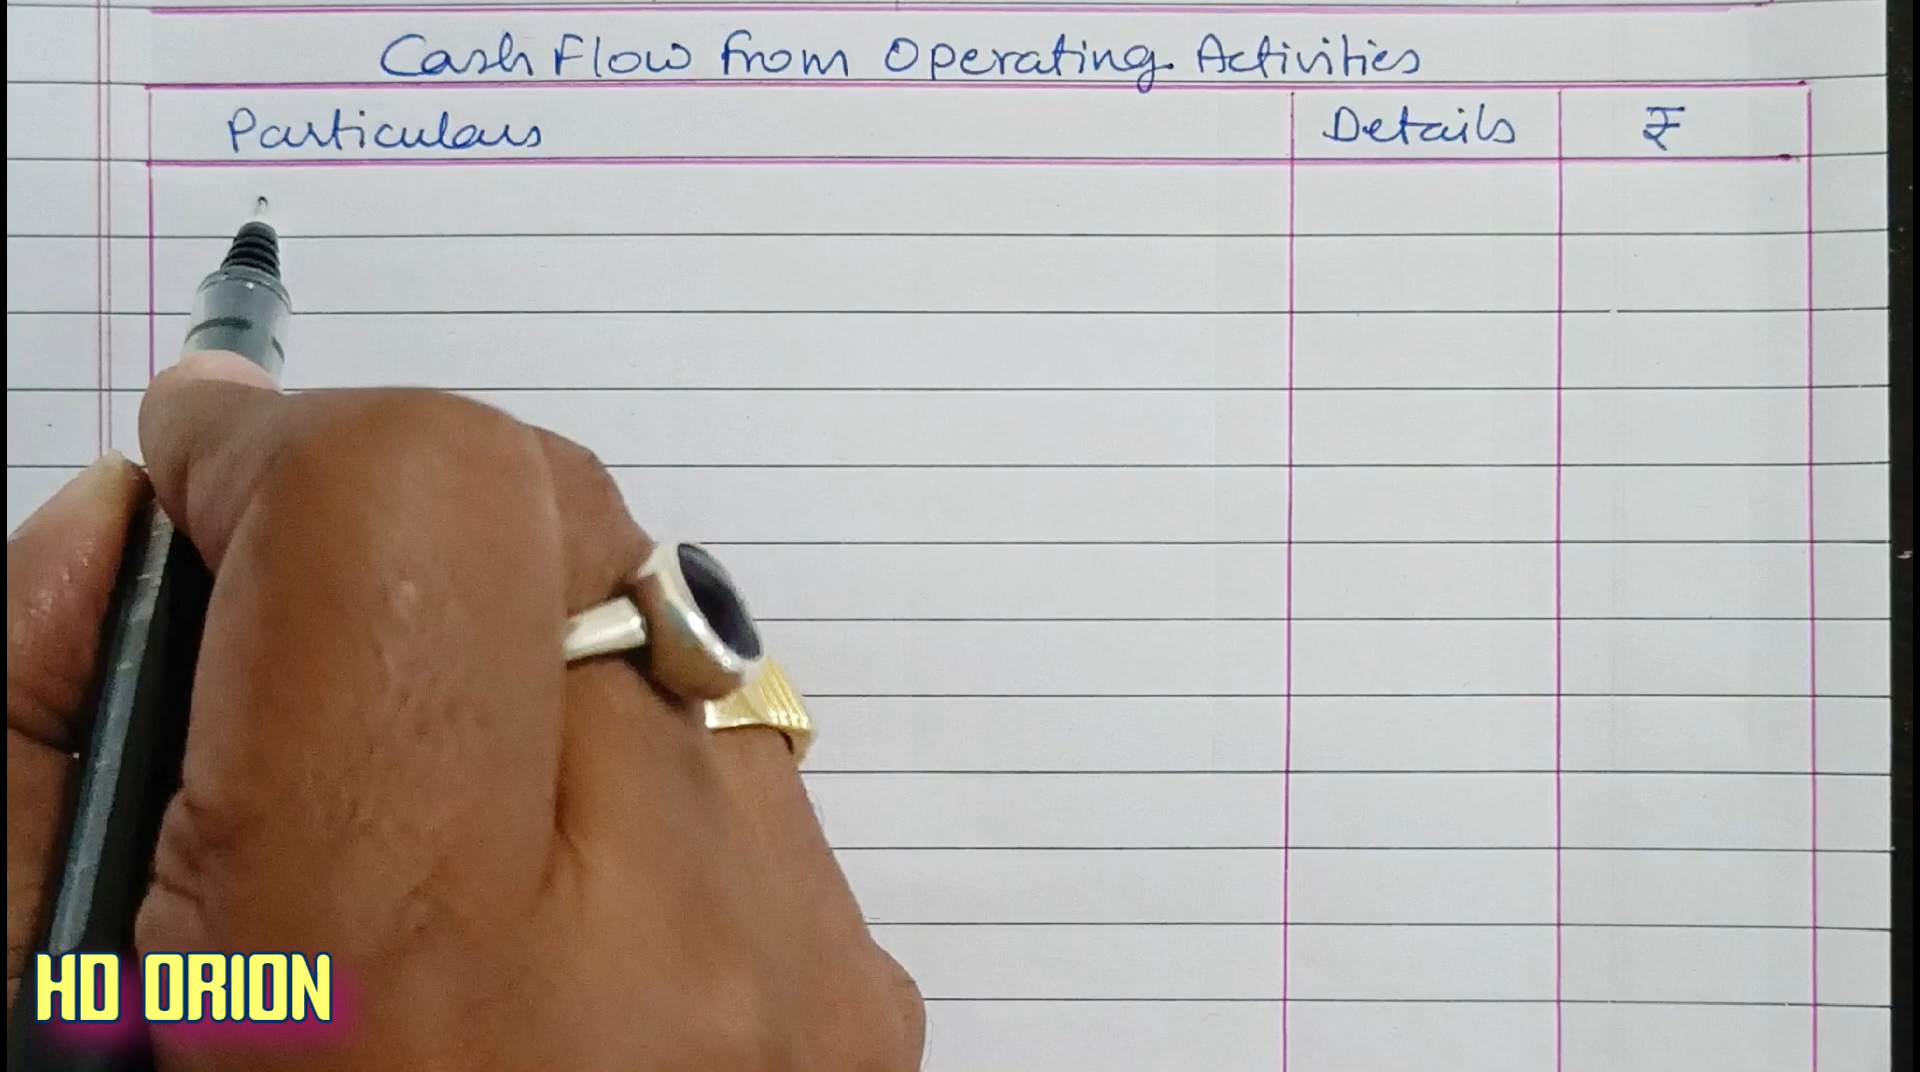 Cash Flow from Operating Activities
Particulars Details ₹
HD ORION